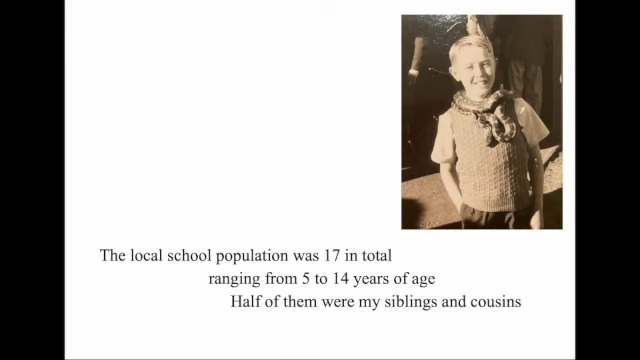 The local school population was 17 in total
ranging from 5 to 14 years of age
Half of them were my siblings and cousins